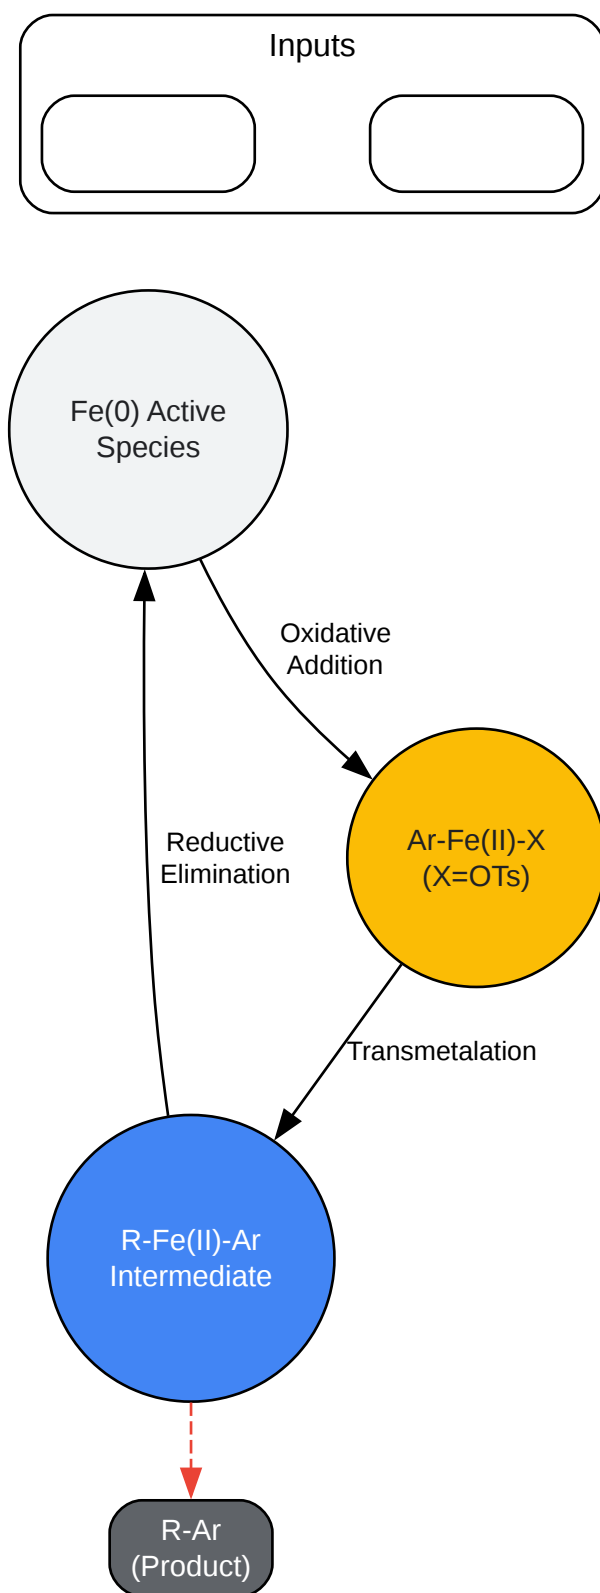 Inputs
Fe(0) Active
Species
Oxidative
Addition
Reductive
Elimination
Ar-Fe(II)-X
(X=OTs)
Transmetalation
R-Fe(II)-Ar
Intermediate
R-Ar
(Product)